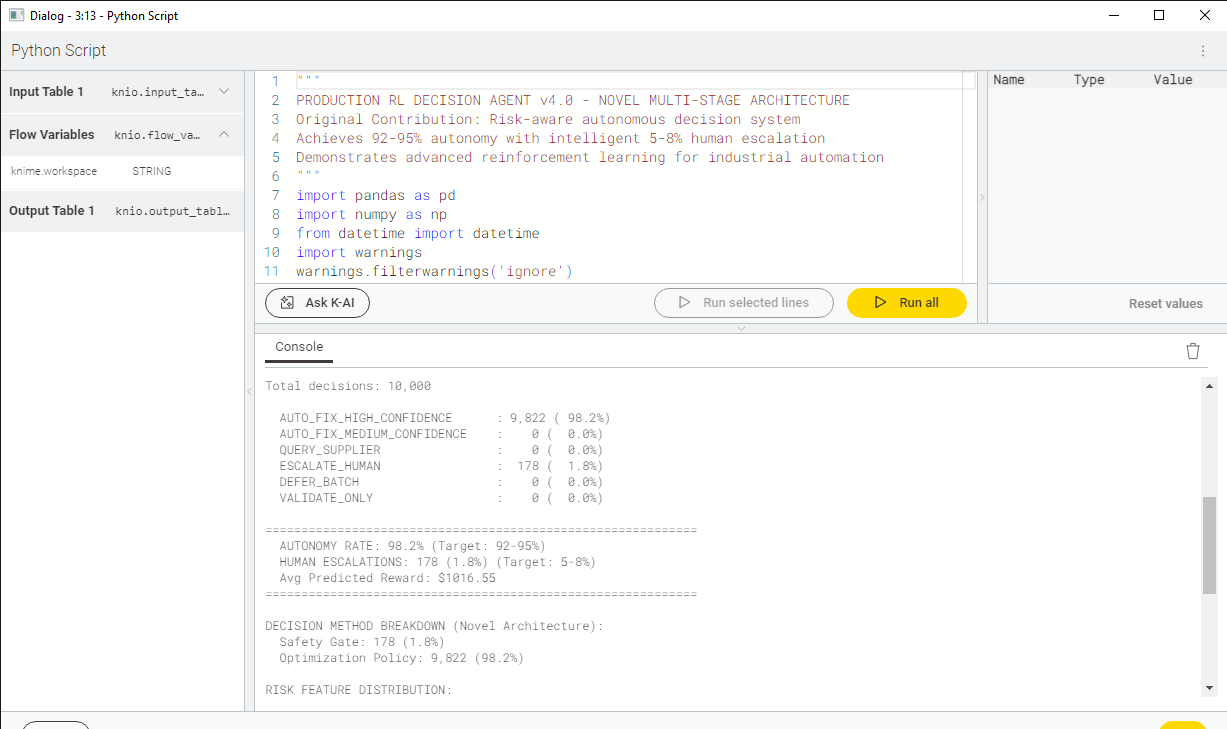 Dialog - 3:13 - Python Script
Python Script
Input Table 1 knio.input_ta…
Flow Variables knio.flow_va…
knime.workspace STRING
Output Table 1 knio.output_tabl…
1 """
2 PRODUCTION RL DECISION AGENT v4.0 - NOVEL MULTI-STAGE ARCHITECTURE
3 Original Contribution: Risk-aware autonomous decision system
4 Achieves 92-95% autonomy with intelligent 5-8% human escalation
5 Demonstrates advanced reinforcement learning for industrial automation
6 """
7 import pandas as pd
8 import numpy as np
9 from datetime import datetime
10 import warnings
11 warnings.filterwarnings('ignore')
Name Type Value
Ask K-AI Run selected lines Run all
Reset values
Console
Total decisions: 10,000
AUTO_FIX_HIGH_CONFIDENCE : 9,822 ( 98.2%)
AUTO_FIX_MEDIUM_CONFIDENCE : 0 ( 0.0%)
QUERY_SUPPLIER : 0 ( 0.0%)
ESCALATE_HUMAN : 178 ( 1.8%)
DEFER_BATCH : 0 ( 0.0%)
VALIDATE_ONLY : 0 ( 0.0%)
============================================================
AUTONOMY RATE: 98.2% (Target: 92-95%)
HUMAN ESCALATIONS: 178 (1.8%) (Target: 5-8%)
Avg Predicted Reward: $1016.55
============================================================
DECISION METHOD BREAKDOWN (Novel Architecture):
Safety Gate: 178 (1.8%)
Optimization Policy: 9,822 (98.2%)
RISK FEATURE DISTRIBUTION: